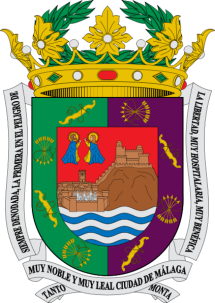 SIEMPRE DENODADA, LA PRIMERA EN EL PELIGRO DE
LA LIBERTAD, MUY HOSPITALARIA, MUY BENÉFICA
MUY NOBLE Y MUY LEAL CIUDAD DE MÁLAGA
TANTO MONTA